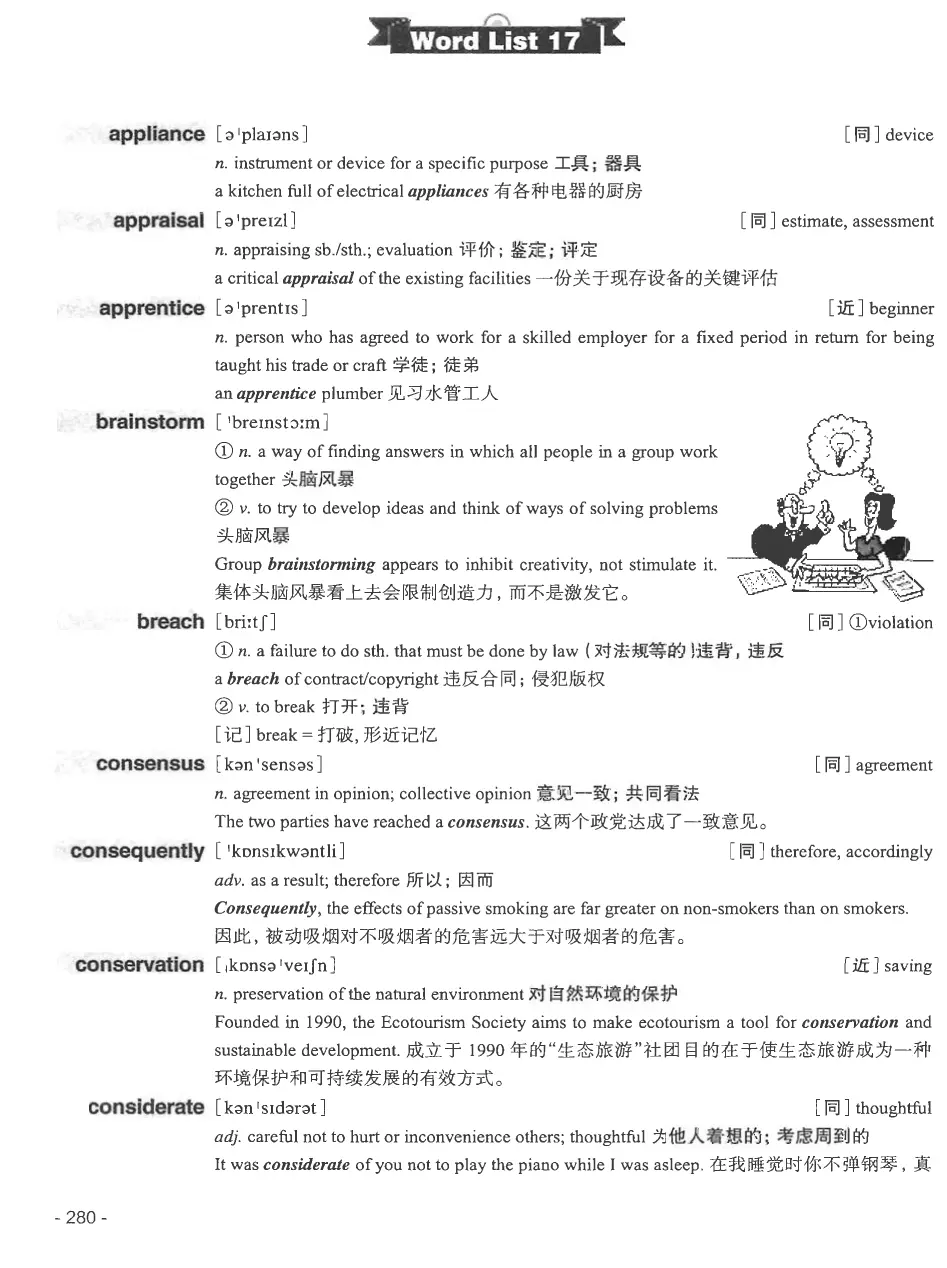 Word List 17
appliance [əˈplaɪəns] [同] device
n. instrument or device for a specific purpose 工具；器具
a kitchen full of electrical appliances 有各种电器的厨房
appraisal [əˈpreɪzl] [同] estimate, assessment
n. appraising sb./sth.; evaluation 评价；鉴定；评定
a critical appraisal of the existing facilities 一份关于现存设备的关键评估
apprentice [əˈprentɪs] [近] beginner
n. person who has agreed to work for a skilled employer for a fixed period in return for being
taught his trade or craft 学徒；徒弟
an apprentice plumber 见习水管工人
brainstorm [ˈbreɪnstɔːm]
① n. a way of finding answers in which all people in a group work
together 头脑风暴
② v. to try to develop ideas and think of ways of solving problems
头脑风暴
Group brainstorming appears to inhibit creativity, not stimulate it.
集体头脑风暴看上去会限制创造力，而不是激发它。
breach [briːtʃ] [同] ①violation
① n. a failure to do sth. that must be done by law (对法规等的)违背，违反
a breach of contract/copyright 违反合同；侵犯版权
② v. to break 打开；违背
[记] break = 打破, 形近记忆
consensus [kənˈsensəs] [同] agreement
n. agreement in opinion; collective opinion 意见一致；共同看法
The two parties have reached a consensus. 这两个政党达成了一致意见。
consequently [ˈkɒnsɪkwəntli] [同] therefore, accordingly
adv. as a result; therefore 所以；因而
Consequently, the effects of passive smoking are far greater on non-smokers than on smokers.
因此，被动吸烟对不吸烟者的危害远大于对吸烟者的危害。
conservation [ˌkɒnsəˈveɪʃn] [近] saving
n. preservation of the natural environment 对自然环境的保护
Founded in 1990, the Ecotourism Society aims to make ecotourism a tool for conservation and
sustainable development. 成立于 1990 年的“生态旅游”社团目的在于使生态旅游成为一种
环境保护和可持续发展的有效方式。
considerate [kənˈsɪdərət] [同] thoughtful
adj. careful not to hurt or inconvenience others; thoughtful 为他人着想的；考虑周到的
It was considerate of you not to play the piano while I was asleep. 在我睡觉时你不弹钢琴，真
- 280 -